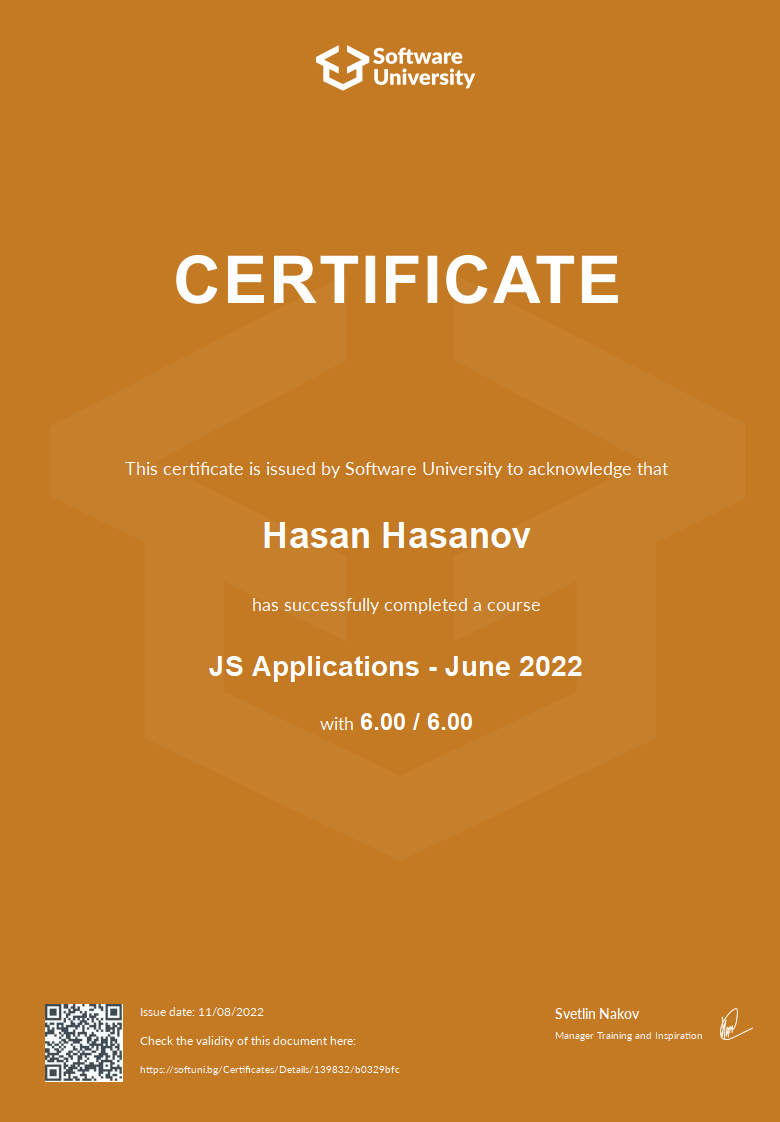 Software
University
CERTIFICATE
This certificate is issued by Software University to acknowledge that
Hasan Hasanov
has successfully completed a course
JS Applications - June 2022
with 6.00 / 6.00
Issue date: 11/08/2022
Check the validity of this document here:
https://softuni.bg/Certificates/Details/139832/b0329bfc
Svetlin Nakov
Manager Training and Inspiration